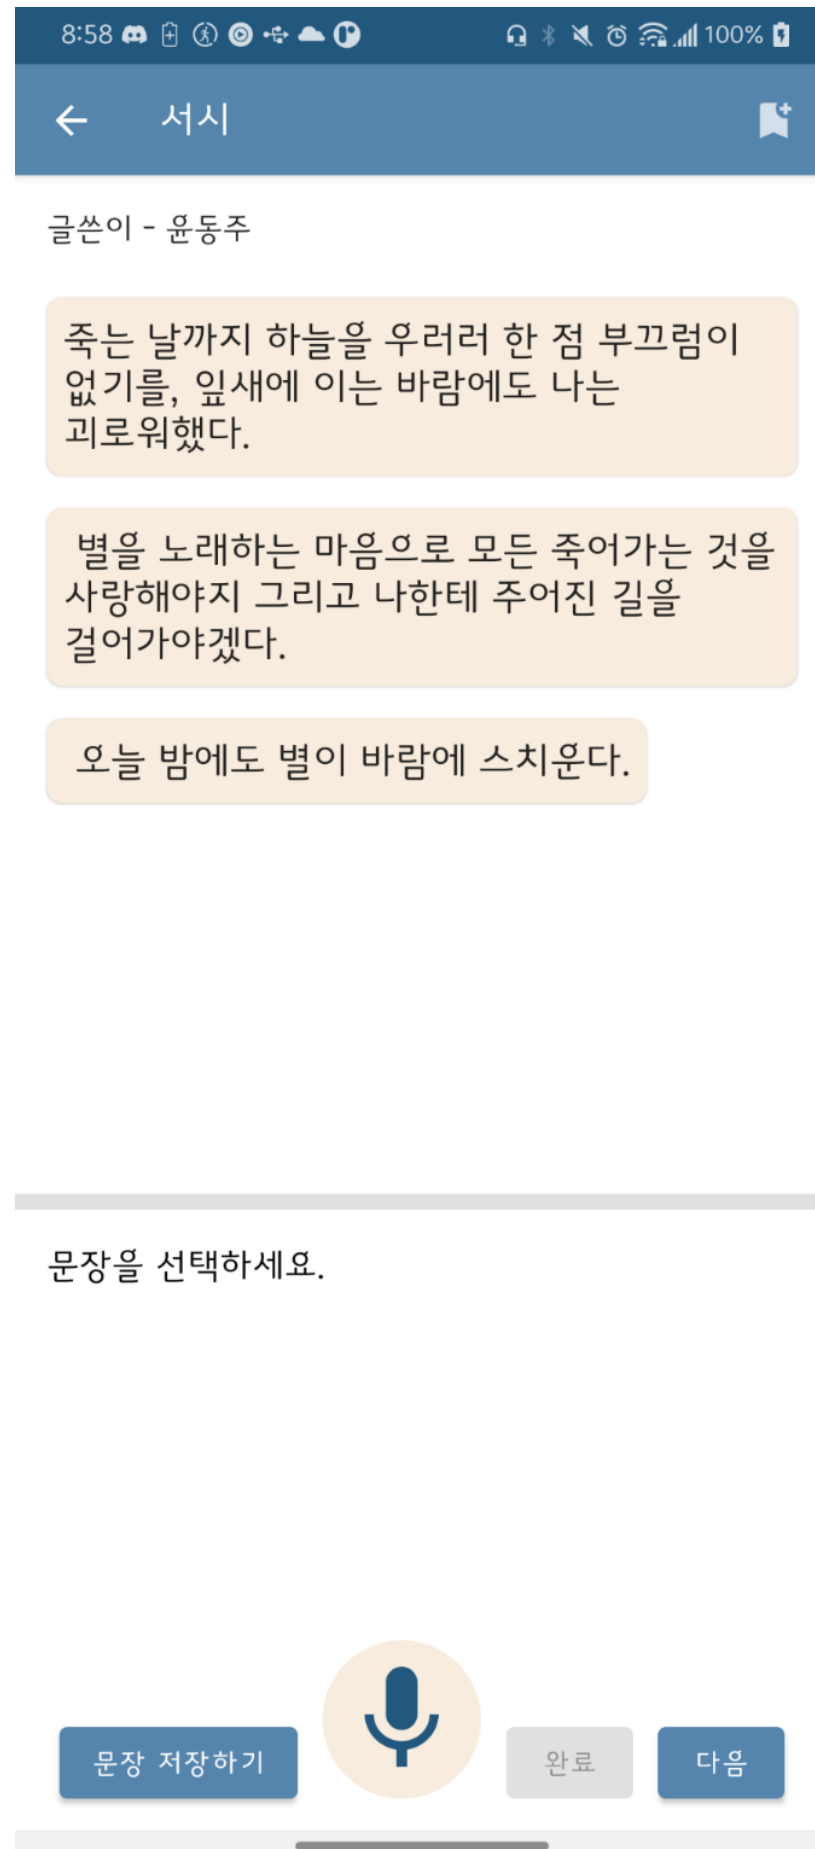 8:58 100%
서시
글쓴이 - 윤동주
죽는 날까지 하늘을 우러러 한 점 부끄럼이
없기를, 잎새에 이는 바람에도 나는
괴로워했다.
별을 노래하는 마음으로 모든 죽어가는 것을
사랑해야지 그리고 나한테 주어진 길을
걸어가야겠다.
오늘 밤에도 별이 바람에 스치운다.
문장을 선택하세요.
문장 저장하기 완료 다음